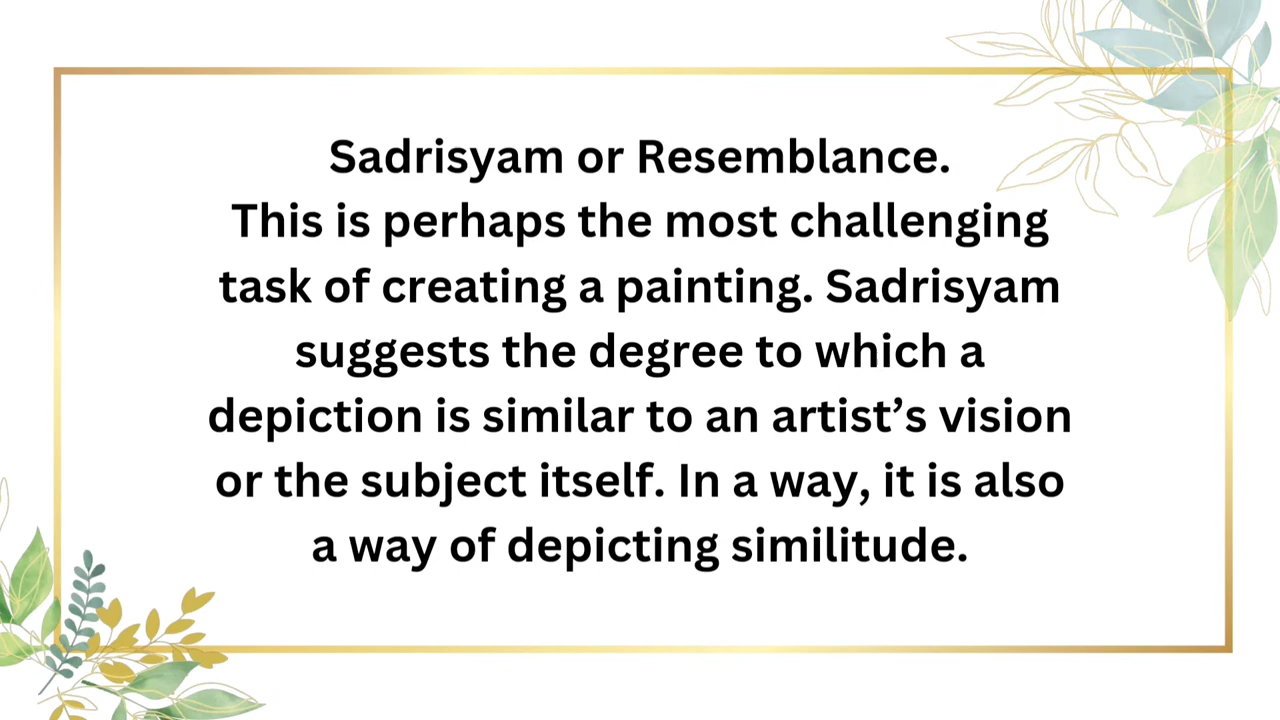 Sadrisyam or Resemblance.
This is perhaps the most challenging
task of creating a painting. Sadrisyam
suggests the degree to which a
depiction is similar to an artist’s vision
or the subject itself. In a way, it is also
a way of depicting similitude.